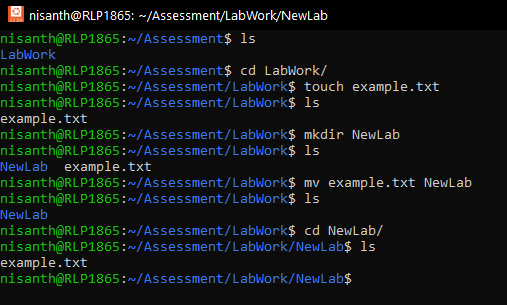 nisanth@RLP1865: ~/Assessment/LabWork/NewLab
nisanth@RLP1865:~/Assessment$ ls
LabWork
nisanth@RLP1865:~/Assessment$ cd LabWork/
nisanth@RLP1865:~/Assessment/LabWork$ touch example.txt
nisanth@RLP1865:~/Assessment/LabWork$ ls
example.txt
nisanth@RLP1865:~/Assessment/LabWork$ mkdir NewLab
nisanth@RLP1865:~/Assessment/LabWork$ ls
NewLab  example.txt
nisanth@RLP1865:~/Assessment/LabWork$ mv example.txt NewLab
nisanth@RLP1865:~/Assessment/LabWork$ ls
NewLab
nisanth@RLP1865:~/Assessment/LabWork$ cd NewLab/
nisanth@RLP1865:~/Assessment/LabWork/NewLab$ ls
example.txt
nisanth@RLP1865:~/Assessment/LabWork/NewLab$